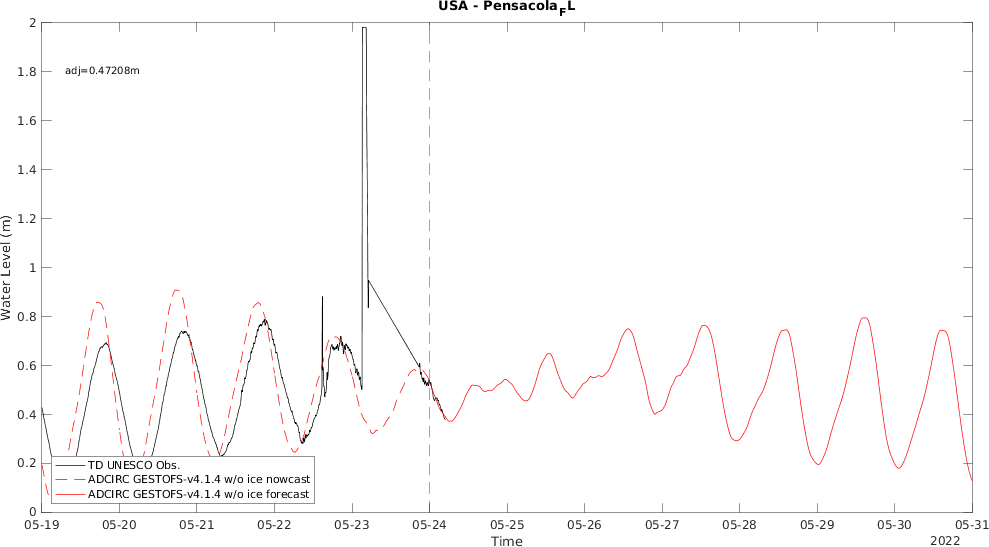 USA - Pensacola_FL
2
1.8
1.6
1.4
1.2
1
0.8
0.6
0.4
0.2
0
Water Level (m)
adj=0.47208m
TD UNESCO Obs.
ADCIRC GESTOFS-v4.1.4 w/o ice nowcast
ADCIRC GESTOFS-v4.1.4 w/o ice forecast
05-19 05-20 05-21 05-22 05-23 05-24 05-25 05-26 05-27 05-28 05-29 05-30 05-31
Time
2022